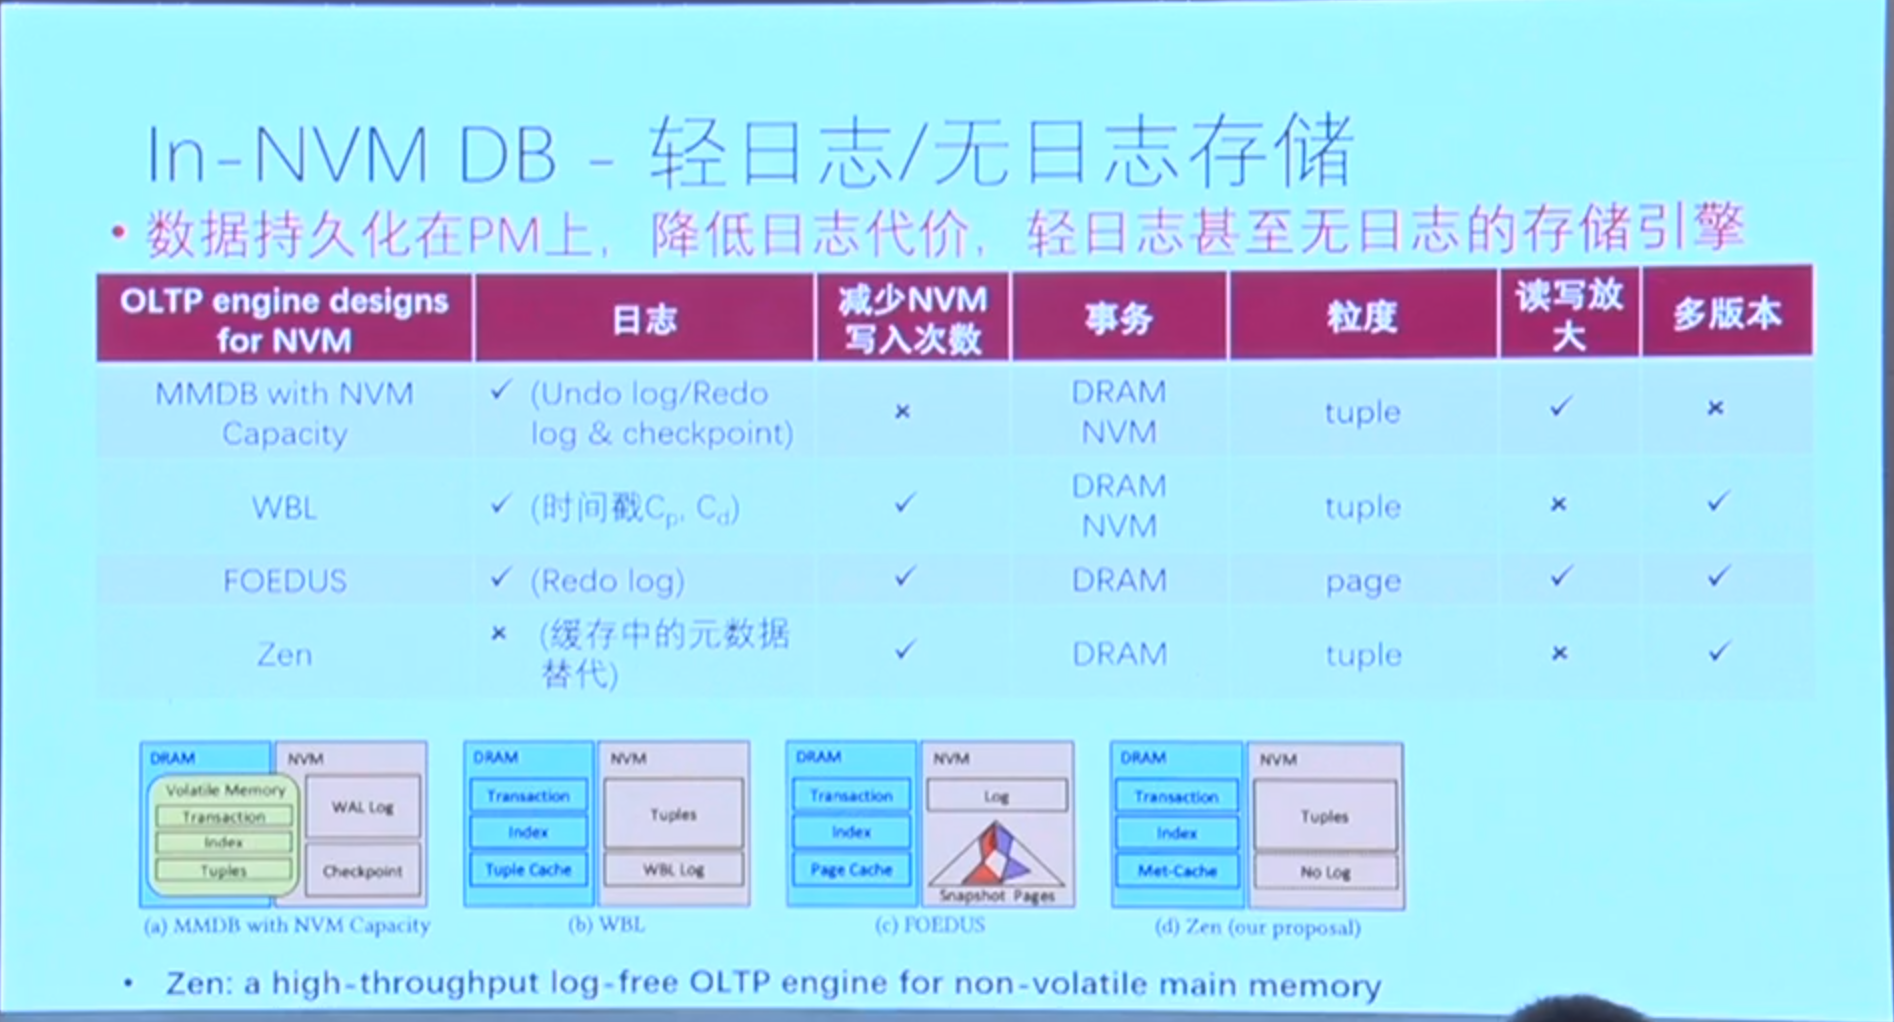 In-NVM DB - 轻日志/无日志存储
• 数据持久化在PM上，降低日志代价，轻日志甚至无日志的存储引擎
OLTP engine designs for NVM 日志 减少NVM写入次数 事务 粒度 读写放大 多版本
MMDB with NVM Capacity ✓ (Undo log/Redo log & checkpoint) × DRAM NVM tuple ✓ ×
WBL ✓ (时间戳Cp, Cd) ✓ DRAM NVM tuple × ✓
FOEDUS ✓ (Redo log) ✓ DRAM page ✓ ✓
Zen × (缓存中的元数据替代) ✓ DRAM tuple × ✓
DRAM NVM
Volatile Memory
Transaction
Index
Tuples
WAL Log
Checkpoint
(a) MMDB with NVM Capacity
DRAM NVM
Transaction
Index
Tuple Cache
Tuples
WBL Log
(b) WBL
DRAM NVM
Transaction
Index
Page Cache
Log
Snapshot Pages
(c) FOEDUS
DRAM NVM
Transaction
Index
Met-Cache
Tuples
No Log
(d) Zen (our proposal)
• Zen: a high-throughput log-free OLTP engine for non-volatile main memory